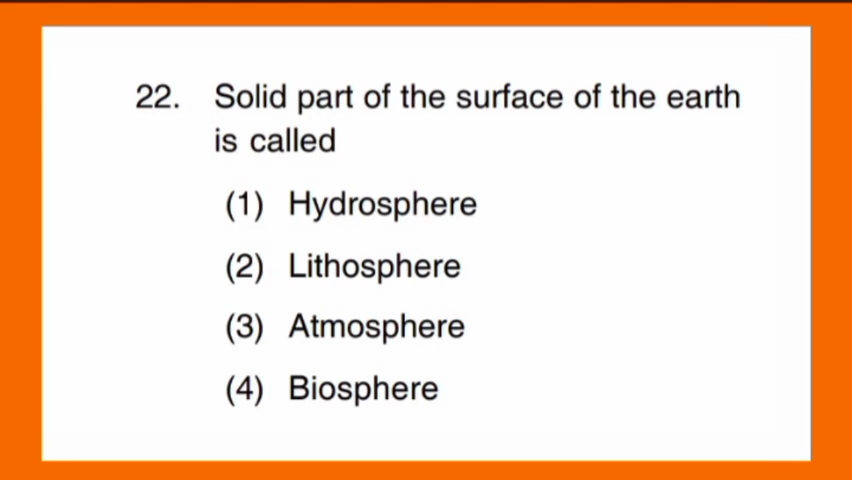 22. Solid part of the surface of the earth
is called
(1) Hydrosphere
(2) Lithosphere
(3) Atmosphere
(4) Biosphere